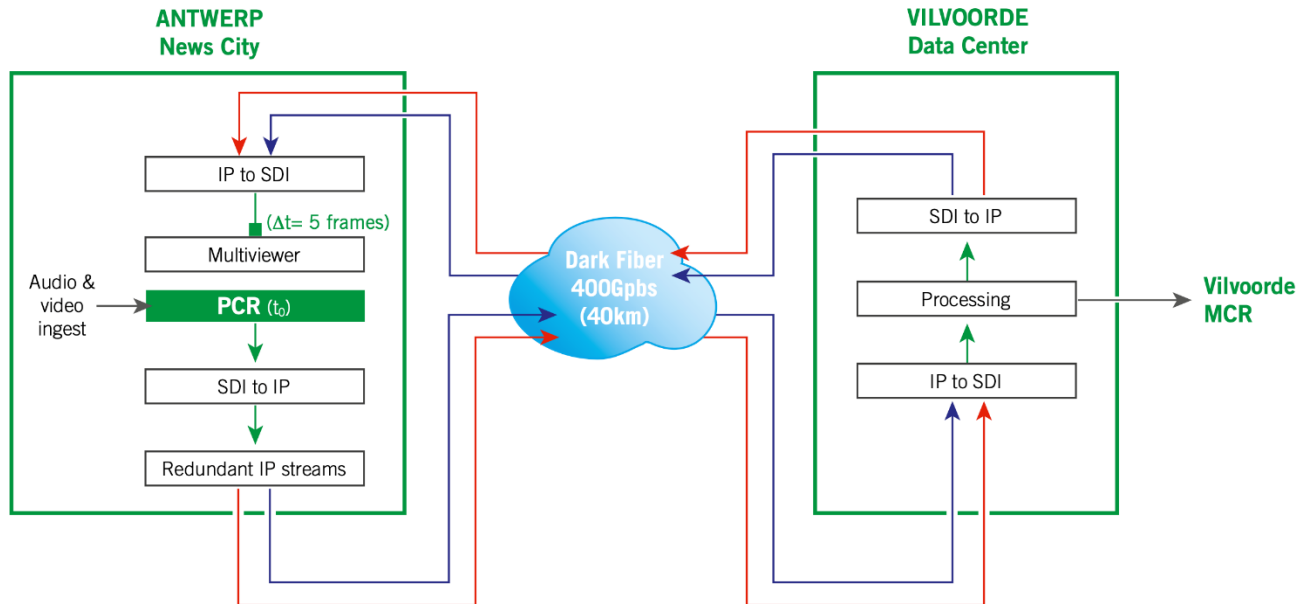 ANTWERP
News City
IP to SDI
(Δt= 5 frames)
Multiviewer
Audio &
video
ingest
PCR (t₀)
SDI to IP
Redundant IP streams
Dark Fiber
400Gpbs
(40km)
VILVOORDE
Data Center
SDI to IP
Processing
IP to SDI
Vilvoorde
MCR